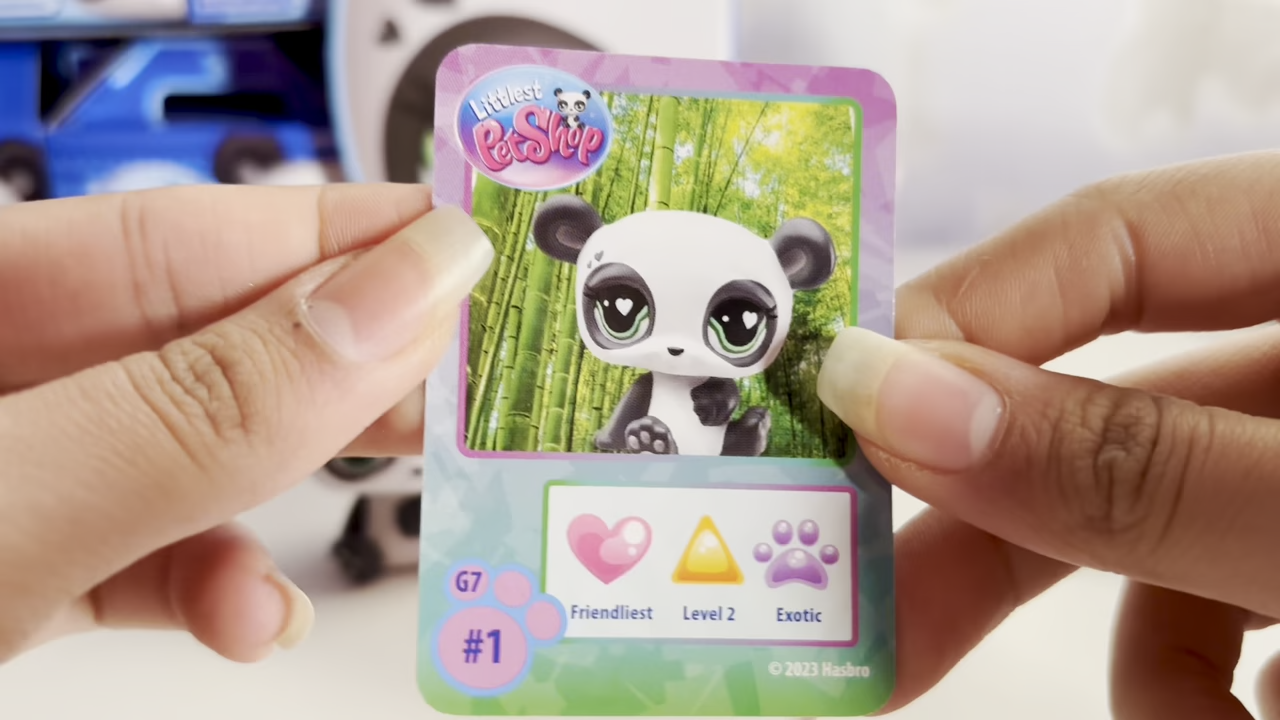 Littlest
PetShop
G7
#1
Friendliest
Level 2
Exotic
© 2023 Hasbro